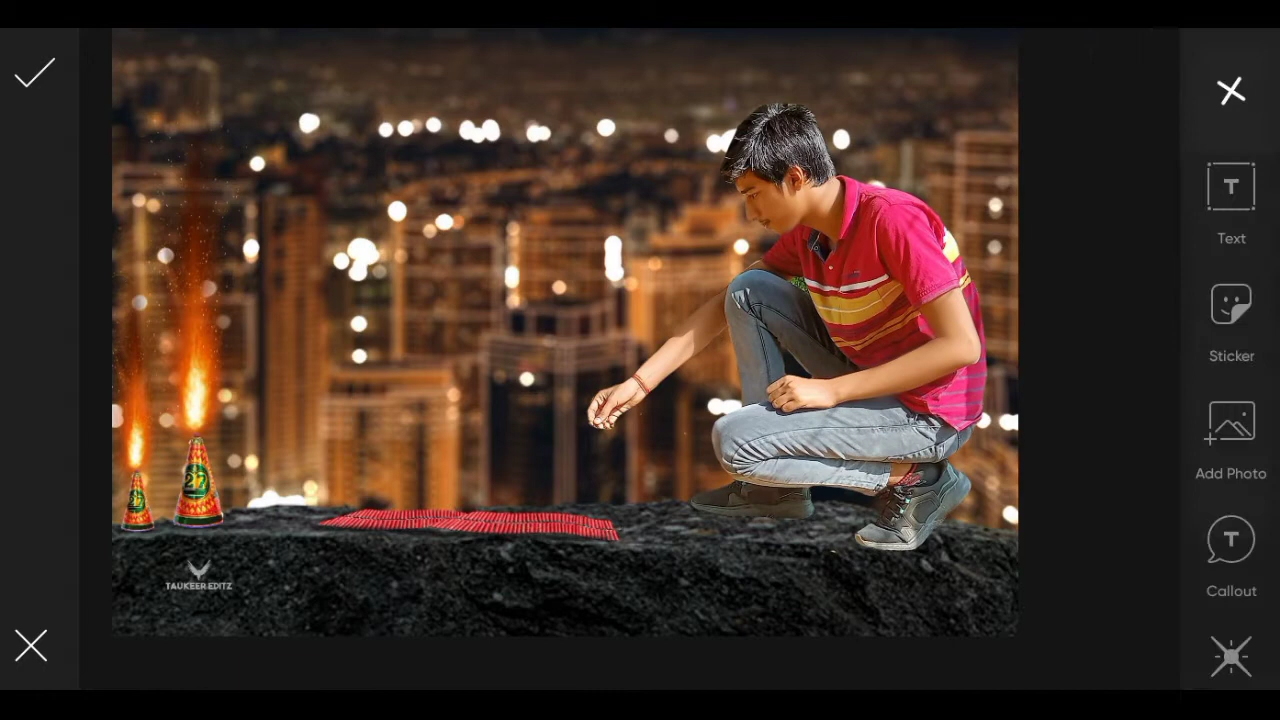 Text
Sticker
Add Photo
Callout
27
27
TAUKEER.EDITZ